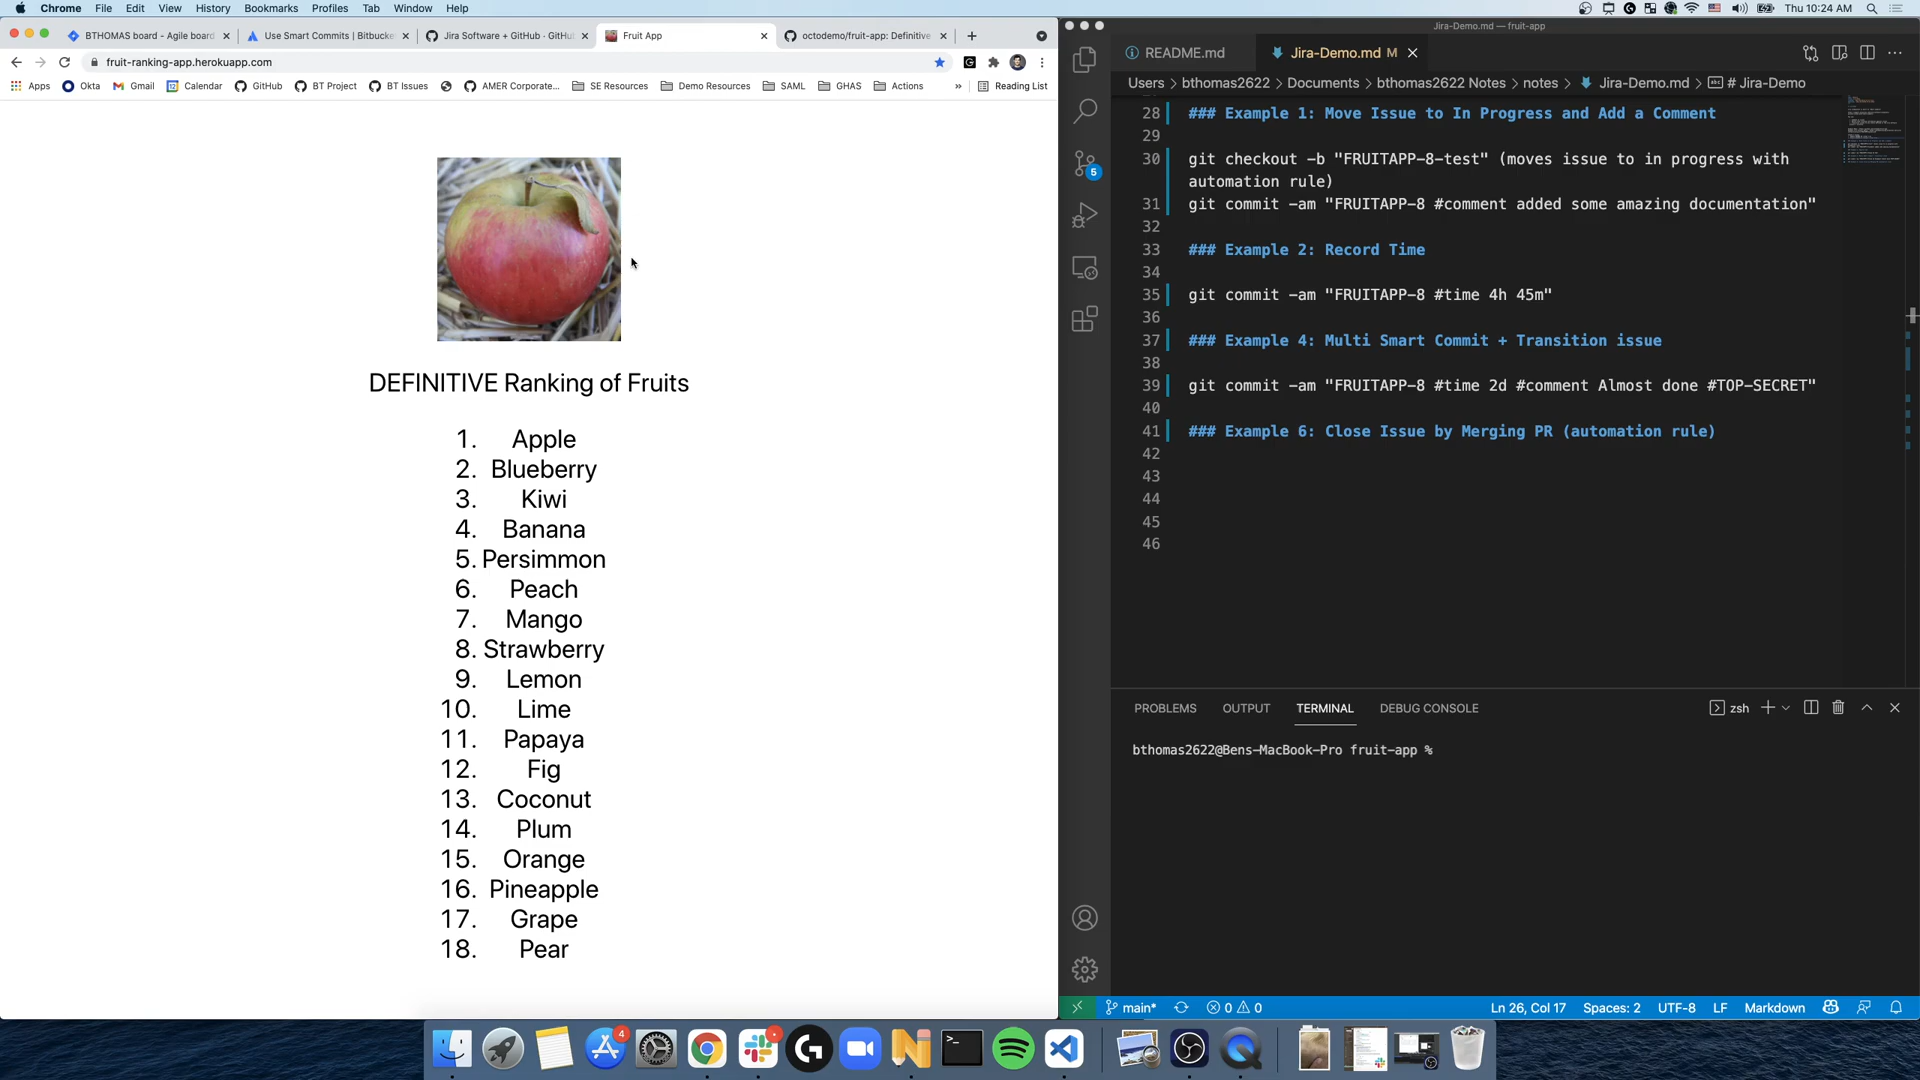 Chrome File Edit View History Bookmarks Profiles Tab Window Help
Thu 10:24 AM
BTHOMAS board - Agile board
Use Smart Commits | Bitbucke
Jira Software + GitHub · GitHu
Fruit App
octodemo/fruit-app: Definitive
fruit-ranking-app.herokuapp.com
Apps Okta Gmail Calendar GitHub BT Project BT Issues AMER Corporate... SE Resources Demo Resources SAML GHAS Actions » Reading List
DEFINITIVE Ranking of Fruits
1. Apple
2. Blueberry
3. Kiwi
4. Banana
5. Persimmon
6. Peach
7. Mango
8. Strawberry
9. Lemon
10. Lime
11. Papaya
12. Fig
13. Coconut
14. Plum
15. Orange
16. Pineapple
17. Grape
18. Pear
Jira-Demo.md — fruit-app
README.md
Jira-Demo.md M
Users > bthomas2622 > Documents > bthomas2622 Notes > notes > Jira-Demo.md > # Jira-Demo
28 ### Example 1: Move Issue to In Progress and Add a Comment
29
30 git checkout -b "FRUITAPP-8-test" (moves issue to in progress with
automation rule)
31 git commit -am "FRUITAPP-8 #comment added some amazing documentation"
32
33 ### Example 2: Record Time
34
35 git commit -am "FRUITAPP-8 #time 4h 45m"
36
37 ### Example 4: Multi Smart Commit + Transition issue
38
39 git commit -am "FRUITAPP-8 #time 2d #comment Almost done #TOP-SECRET"
40
41 ### Example 6: Close Issue by Merging PR (automation rule)
42
43
44
45
46
5
PROBLEMS OUTPUT TERMINAL DEBUG CONSOLE
zsh
bthomas2622@Bens-MacBook-Pro fruit-app %
main* 0 0
Ln 26, Col 17 Spaces: 2 UTF-8 LF Markdown
4